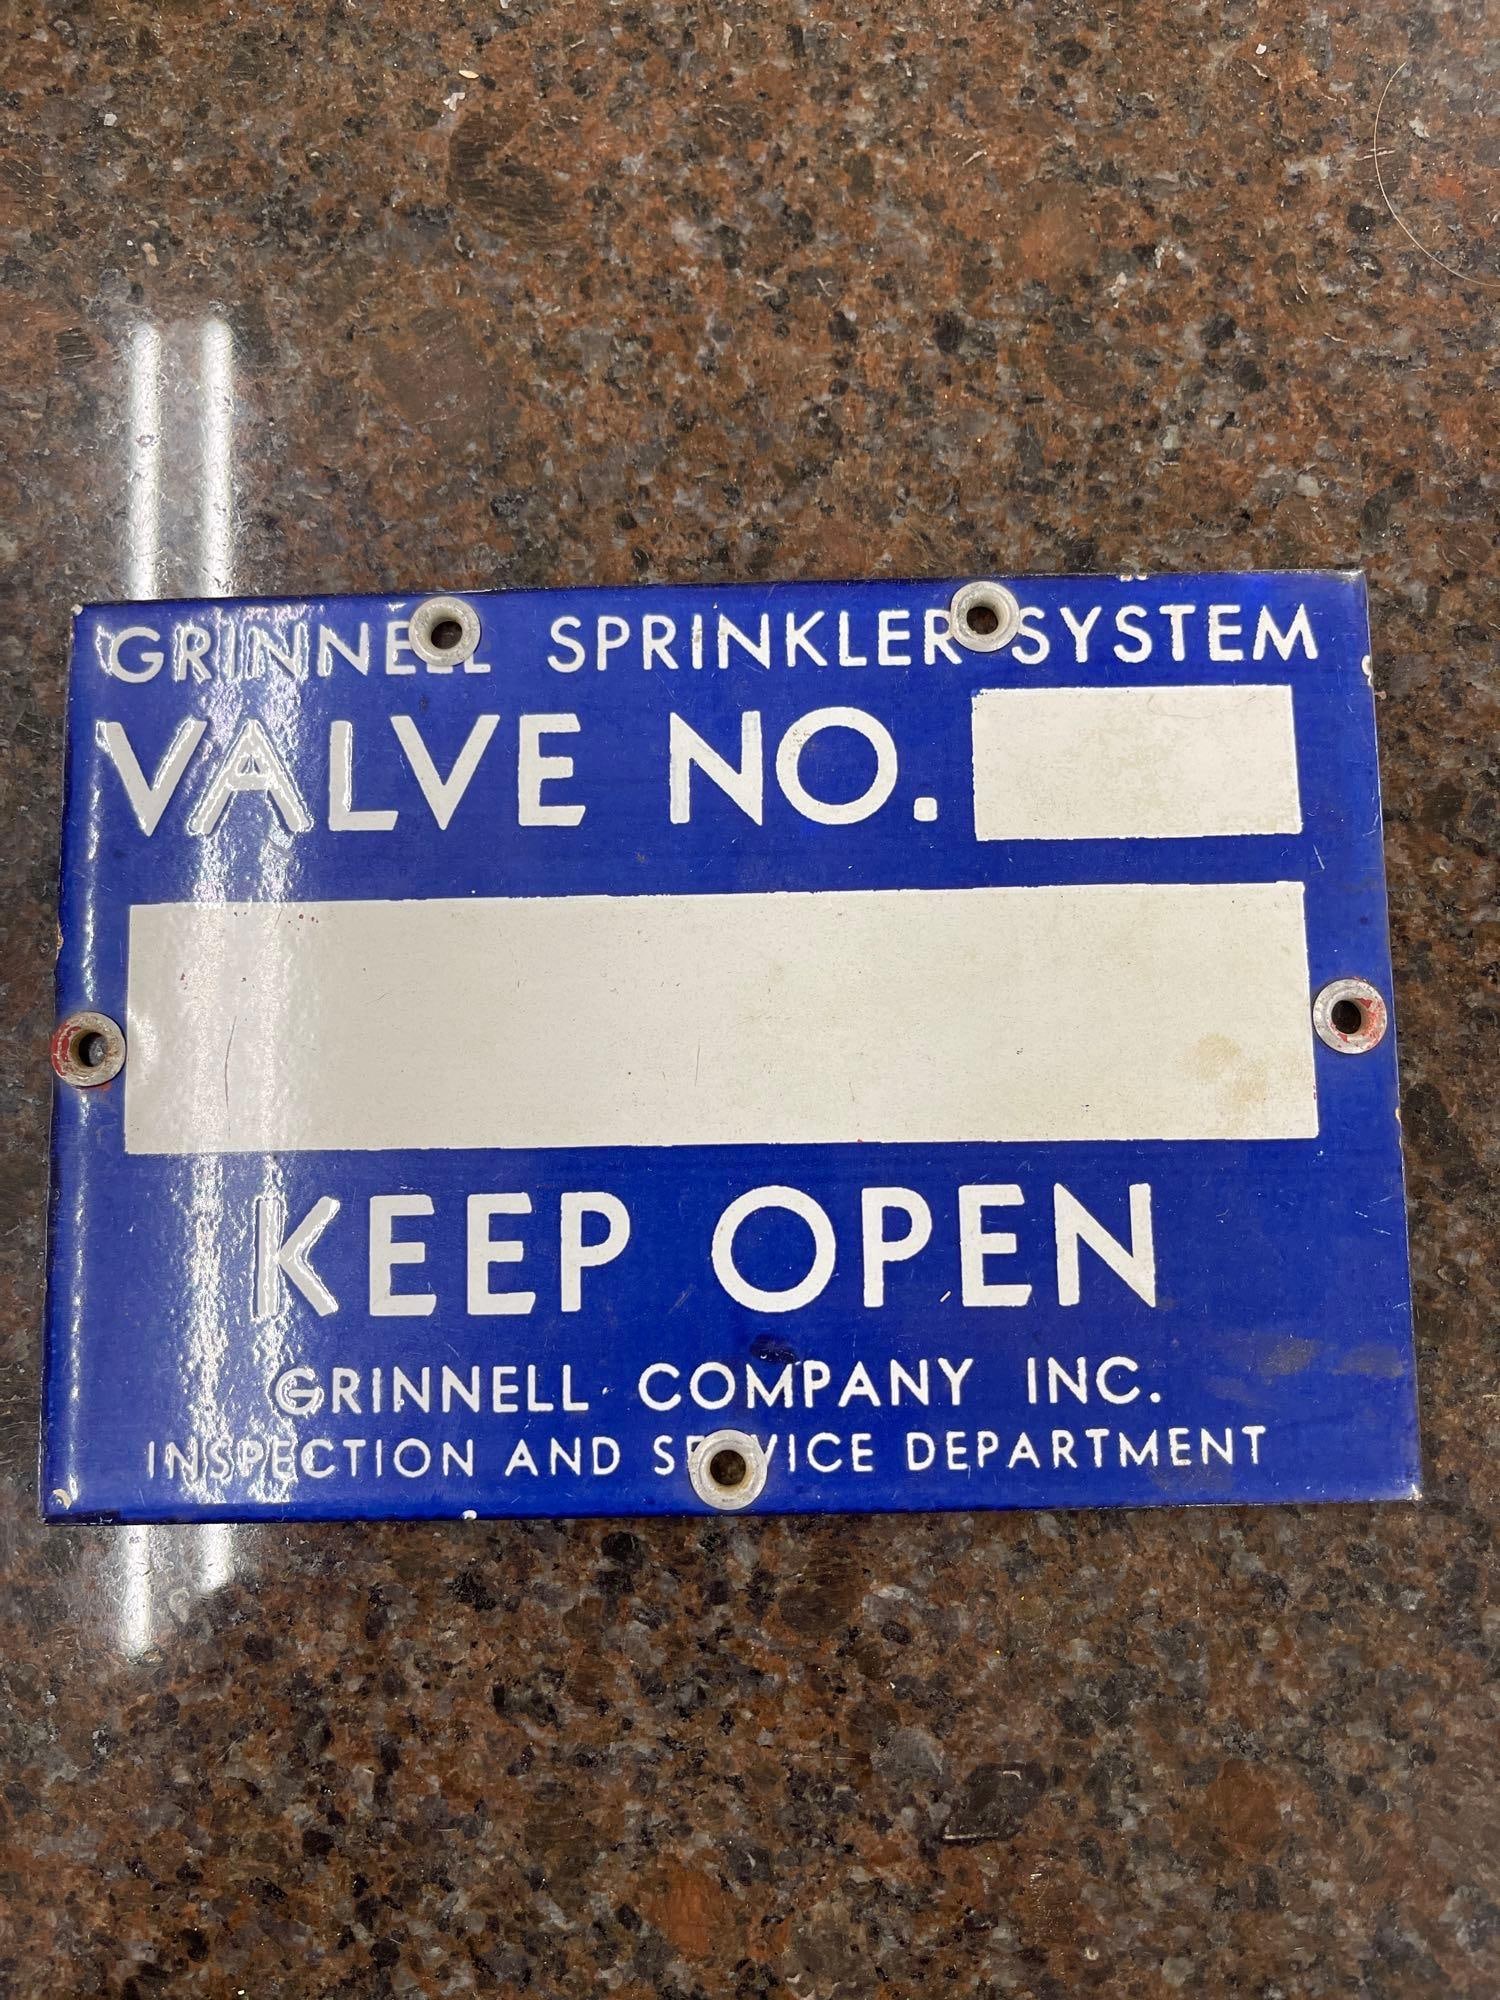 GRINNELL SPRINKLER SYSTEM
VALVE NO.
KEEP OPEN
GRINNELL COMPANY INC.
INSPECTION AND SERVICE DEPARTMENT